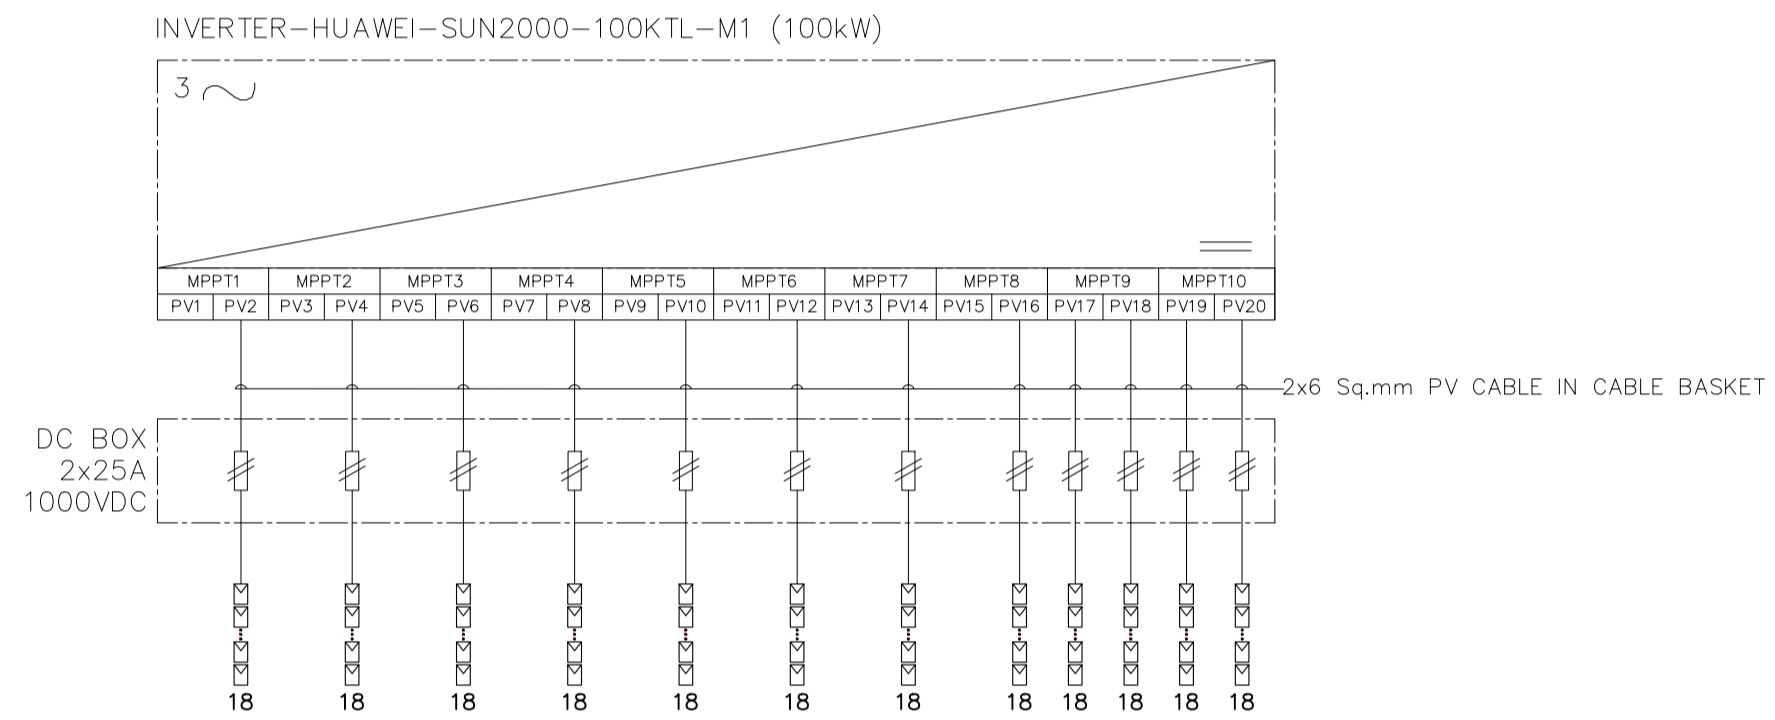 INVERTER-HUAWEI-SUN2000-100KTL-M1 (100kW)
3
MPPT1 MPPT2 MPPT3 MPPT4 MPPT5 MPPT6 MPPT7 MPPT8 MPPT9 MPPT10
PV1 PV2 PV3 PV4 PV5 PV6 PV7 PV8 PV9 PV10 PV11 PV12 PV13 PV14 PV15 PV16 PV17 PV18 PV19 PV20
2x6 Sq.mm PV CABLE IN CABLE BASKET
DC BOX
2x25A
1000VDC
18 18 18 18 18 18 18 18 18 18 18 18